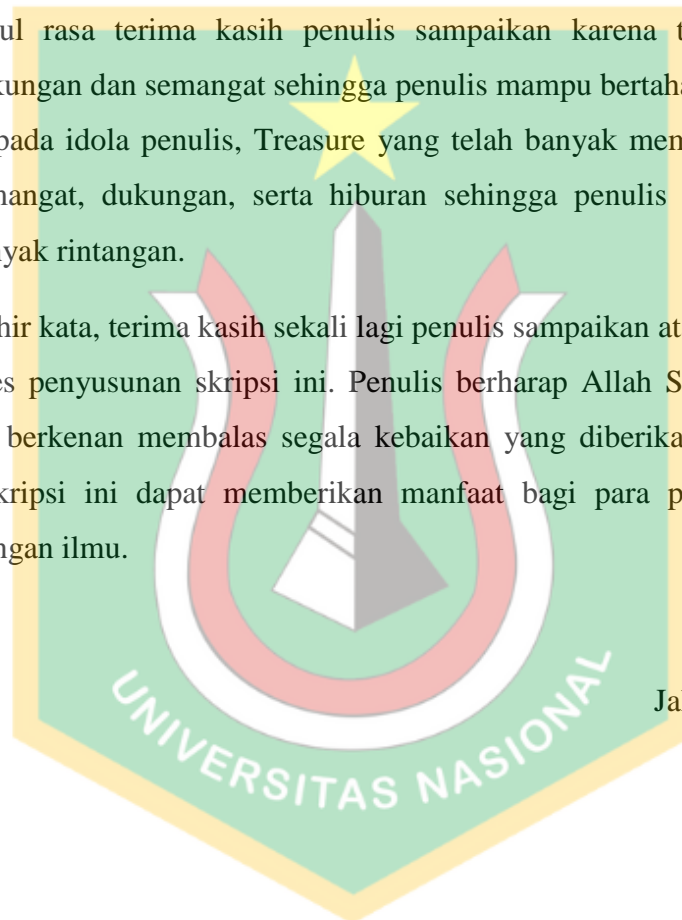 ul rasa terima kasih penulis sampaikan karena t
kungan dan semangat sehingga penulis mampu bertaha
pada idola penulis, Treasure yang telah banyak mem
nangat, dukungan, serta hiburan sehingga penulis
nyak rintangan.
hir kata, terima kasih sekali lagi penulis sampaikan at
es penyusunan skripsi ini. Penulis berharap Allah S
berkenan membalas segala kebaikan yang diberika
kripsi ini dapat memberikan manfaat bagi para p
ngan ilmu.
Jal
UNIVERSITAS NASIONAL